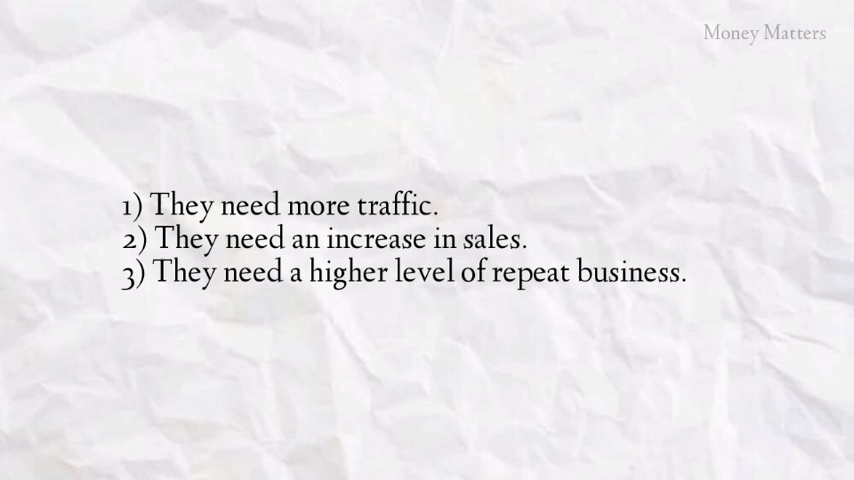 Money Matters
1) They need more traffic.
2) They need an increase in sales.
3) They need a higher level of repeat business.